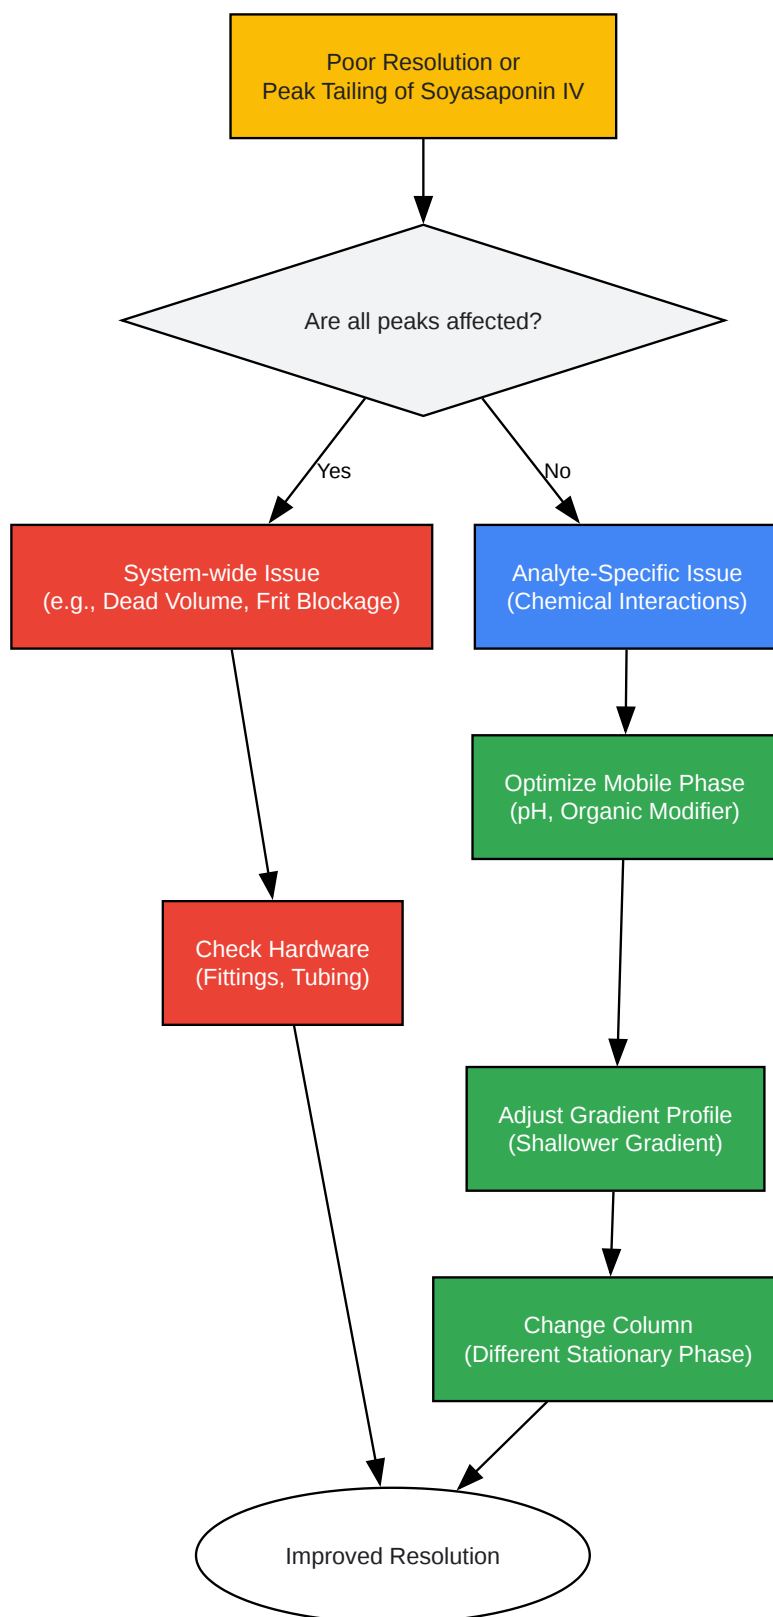 Poor Resolution or
Peak Tailing of Soyasaponin IV
Are all peaks affected?
Yes
No
System-wide Issue
(e.g., Dead Volume, Frit Blockage)
Analyte-Specific Issue
(Chemical Interactions)
Optimize Mobile Phase
(pH, Organic Modifier)
Check Hardware
(Fittings, Tubing)
Adjust Gradient Profile
(Shallower Gradient)
Change Column
(Different Stationary Phase)
Improved Resolution